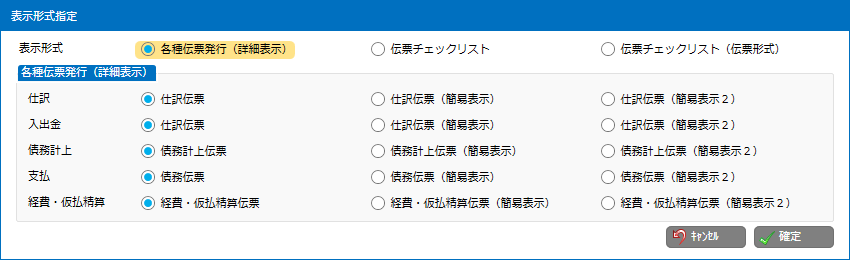 表示形式指定
表示形式 各種伝票発行（詳細表示） 伝票チェックリスト 伝票チェックリスト（伝票形式）
各種伝票発行（詳細表示）
仕訳 仕訳伝票 仕訳伝票（簡易表示） 仕訳伝票（簡易表示２）
入出金 仕訳伝票 仕訳伝票（簡易表示） 仕訳伝票（簡易表示２）
債務計上 債務計上伝票 債務計上伝票（簡易表示） 債務計上伝票（簡易表示２）
支払 債務伝票 債務伝票（簡易表示） 債務伝票（簡易表示２）
経費・仮払精算 経費・仮払精算伝票 経費・仮払精算伝票（簡易表示） 経費・仮払精算伝票（簡易表示２）
ｷｬﾝｾﾙ 確定